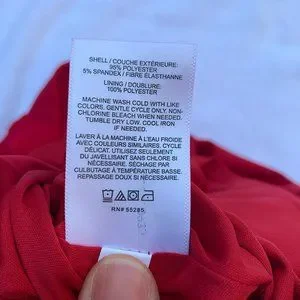 SHELL / COUCHE EXTÉRIEURE:
95% POLYESTER
5% SPANDEX / FIBRE ÉLASTHANNE
LINING / DOUBLURE:
100% POLYESTER
MACHINE WASH COLD WITH LIKE
COLORS. GENTLE CYCLE ONLY. NON-
CHLORINE BLEACH WHEN NEEDED.
TUMBLE DRY LOW. COOL IRON
IF NEEDED.
LAVER À LA MACHINE À L'EAU FROIDE
AVEC COULEURS SIMILAIRES. CYCLE
DÉLICAT. UTILISEZ SEULEMENT
DU JAVELLISANT SANS CHLORE SI
NÉCESSAIRE. SÉCHAGE PAR
CULBUTAGE À TEMPÉRATURE BASSE.
REPASSAGE DOUX SI NÉCESSAIRE.
RN# 55285